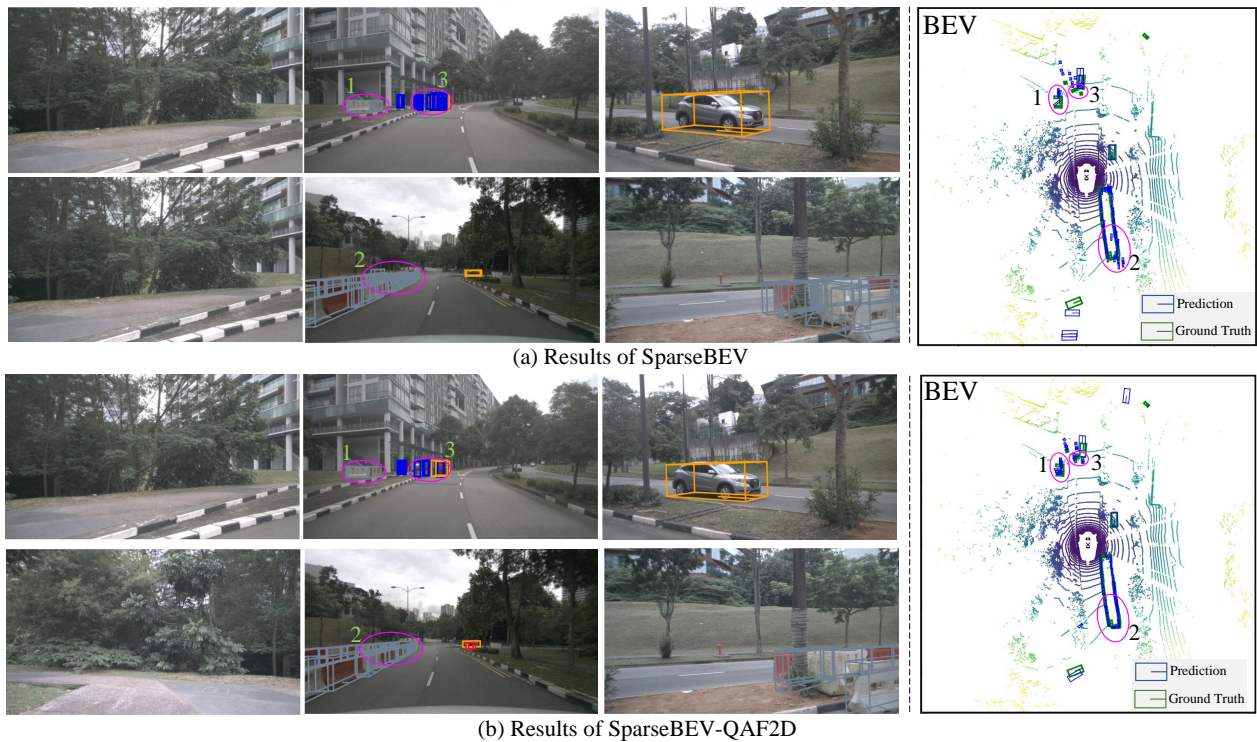 BEV
1
3
1
3
2
2
Prediction
Ground Truth
(a) Results of SparseBEV
BEV
1
3
1
3
2
2
Prediction
Ground Truth
(b) Results of SparseBEV-QAF2D